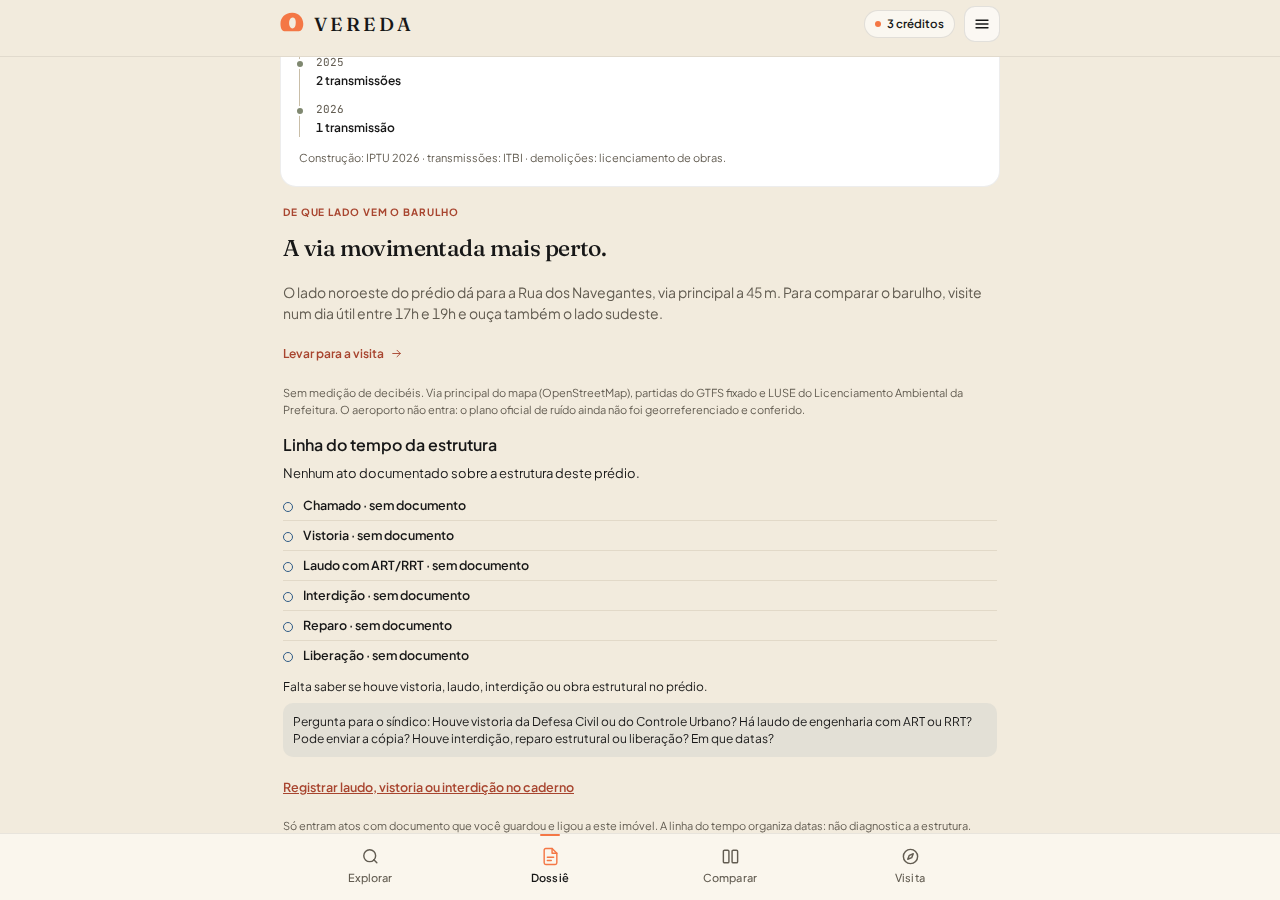 VEREDA
3 créditos
2025
2 transmissões
2026
1 transmissão
Construção: IPTU 2026 · transmissões: ITBI · demolições: licenciamento de obras.
DE QUE LADO VEM O BARULHO
A via movimentada mais perto.
O lado noroeste do prédio dá para a Rua dos Navegantes, via principal a 45 m. Para comparar o barulho, visite
num dia útil entre 17h e 19h e ouça também o lado sudeste.
Levar para a visita →
Sem medição de decibéis. Via principal do mapa (OpenStreetMap), partidas do GTFS fixado e LUSE do Licenciamento Ambiental da
Prefeitura. O aeroporto não entra: o plano oficial de ruído ainda não foi georreferenciado e conferido.
Linha do tempo da estrutura
Nenhum ato documentado sobre a estrutura deste prédio.
Chamado · sem documento
Vistoria · sem documento
Laudo com ART/RRT · sem documento
Interdição · sem documento
Reparo · sem documento
Liberação · sem documento
Falta saber se houve vistoria, laudo, interdição ou obra estrutural no prédio.
Pergunta para o síndico: Houve vistoria da Defesa Civil ou do Controle Urbano? Há laudo de engenharia com ART ou RRT?
Pode enviar a cópia? Houve interdição, reparo estrutural ou liberação? Em que datas?
Registrar laudo, vistoria ou interdição no caderno
Só entram atos com documento que você guardou e ligou a este imóvel. A linha do tempo organiza datas: não diagnostica a estrutura.
Explorar
Dossiê
Comparar
Visita